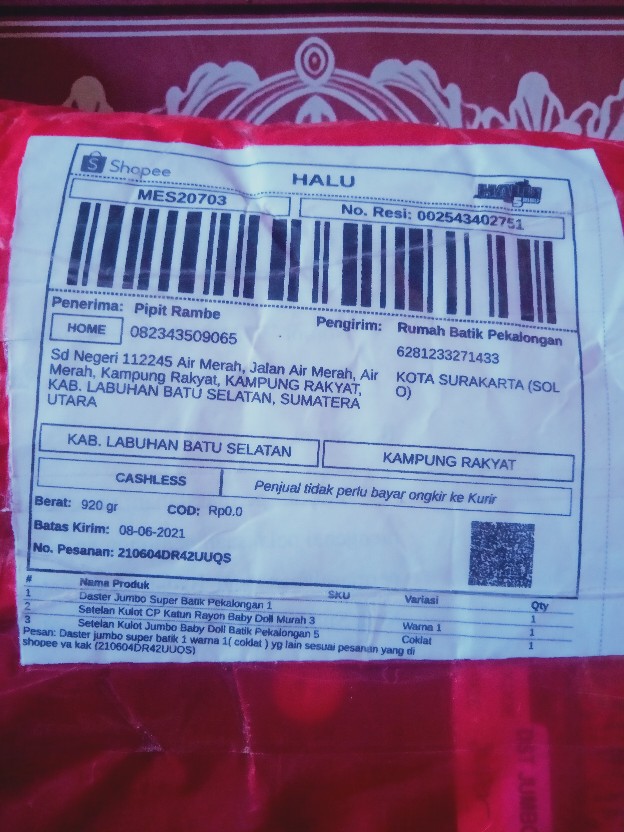 Shopee
HALU
MES20703
No. Resi: 002543402751
Penerima: Pipit Rambe
HOME
082343509065
Sd Negeri 112245 Air Merah, Jalan Air Merah, Air
Merah, Kampung Rakyat, KAMPUNG RAKYAT,
KAB. LABUHAN BATU SELATAN, SUMATERA
UTARA
Pengirim: Rumah Batik Pekalongan
6281233271433
KOTA SURAKARTA (SOL
O)
KAB. LABUHAN BATU SELATAN
KAMPUNG RAKYAT
CASHLESS
Penjual tidak perlu bayar ongkir ke Kurir
Berat: 920 gr
COD: Rp0.0
Batas Kirim: 08-06-2021
No. Pesanan: 210604DR42UUQS
# Nama Produk SKU Variasi Qty
1 Daster Jumbo Super Batik Pekalongan 1 1
2 Setelan Kulot CP Katun Rayon Baby Doll Murah 3 Warna 1 1
3 Setelan Kulot Jumbo Baby Doll Batik Pekalongan 5 Coklat 1
Pesan: Daster jumbo super batik 1 warna 1( coklat ) yg lain sesuai pesanan yang di
shopee ya kak (210604DR42UUQS)